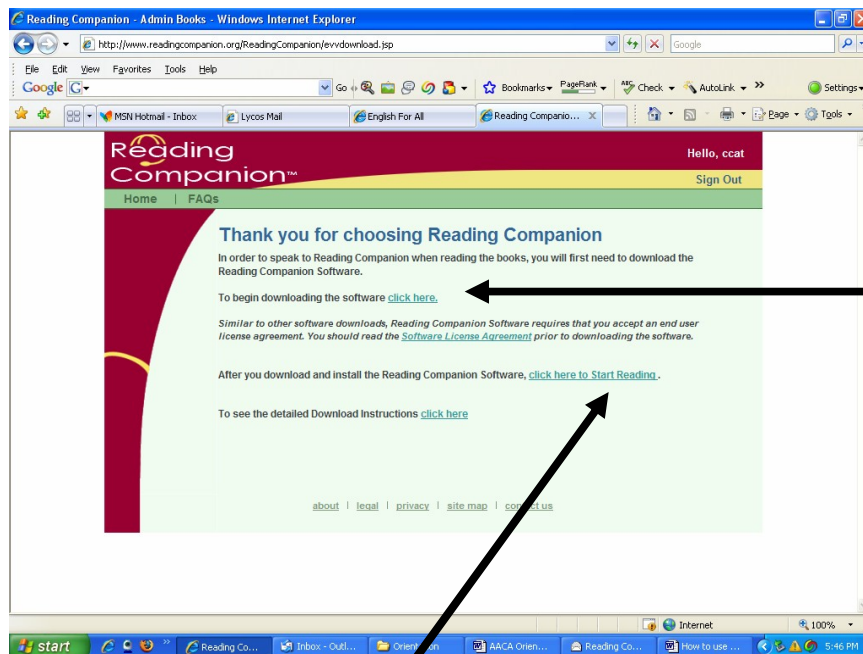 Reading Companion - Admin Books - Windows Internet Explorer
http://www.readingcompanion.org/ReadingCompanion/evvdownload.jsp
Google
File Edit View Favorites Tools Help
Google G Go Bookmarks PageRank Check AutoLink » Settings
MSN Hotmail - Inbox Lycos Mail English For All Reading Companio... X Page Tools
Reading
Companion™
Hello, ccat
Sign Out
Home | FAQs
Thank you for choosing Reading Companion
In order to speak to Reading Companion when reading the books, you will first need to download the
Reading Companion Software.
To begin downloading the software click here.
Similar to other software downloads, Reading Companion Software requires that you accept an end user
license agreement. You should read the Software License Agreement prior to downloading the software.
After you download and install the Reading Companion Software, click here to Start Reading .
To see the detailed Download Instructions click here
about | legal | privacy | site map | contact us
Internet 100%
start » Reading Co... Inbox - Outl... Orientation AACA Orien... Reading Co... How to use ... 5:46 PM